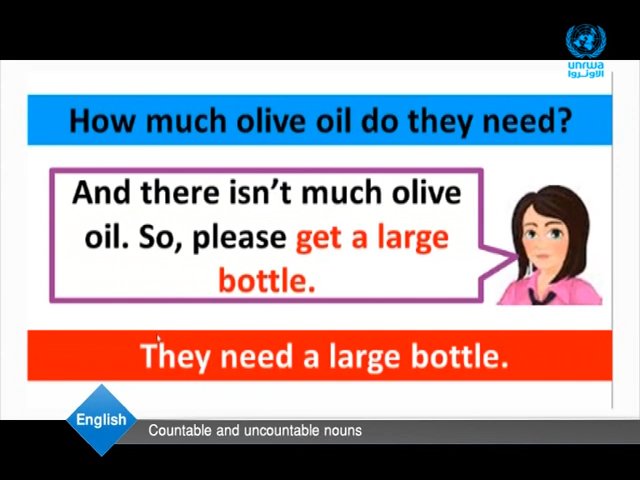 unrwa
الأونروا
How much olive oil do they need?
And there isn't much olive
oil. So, please get a large
bottle.
They need a large bottle.
English
Countable and uncountable nouns